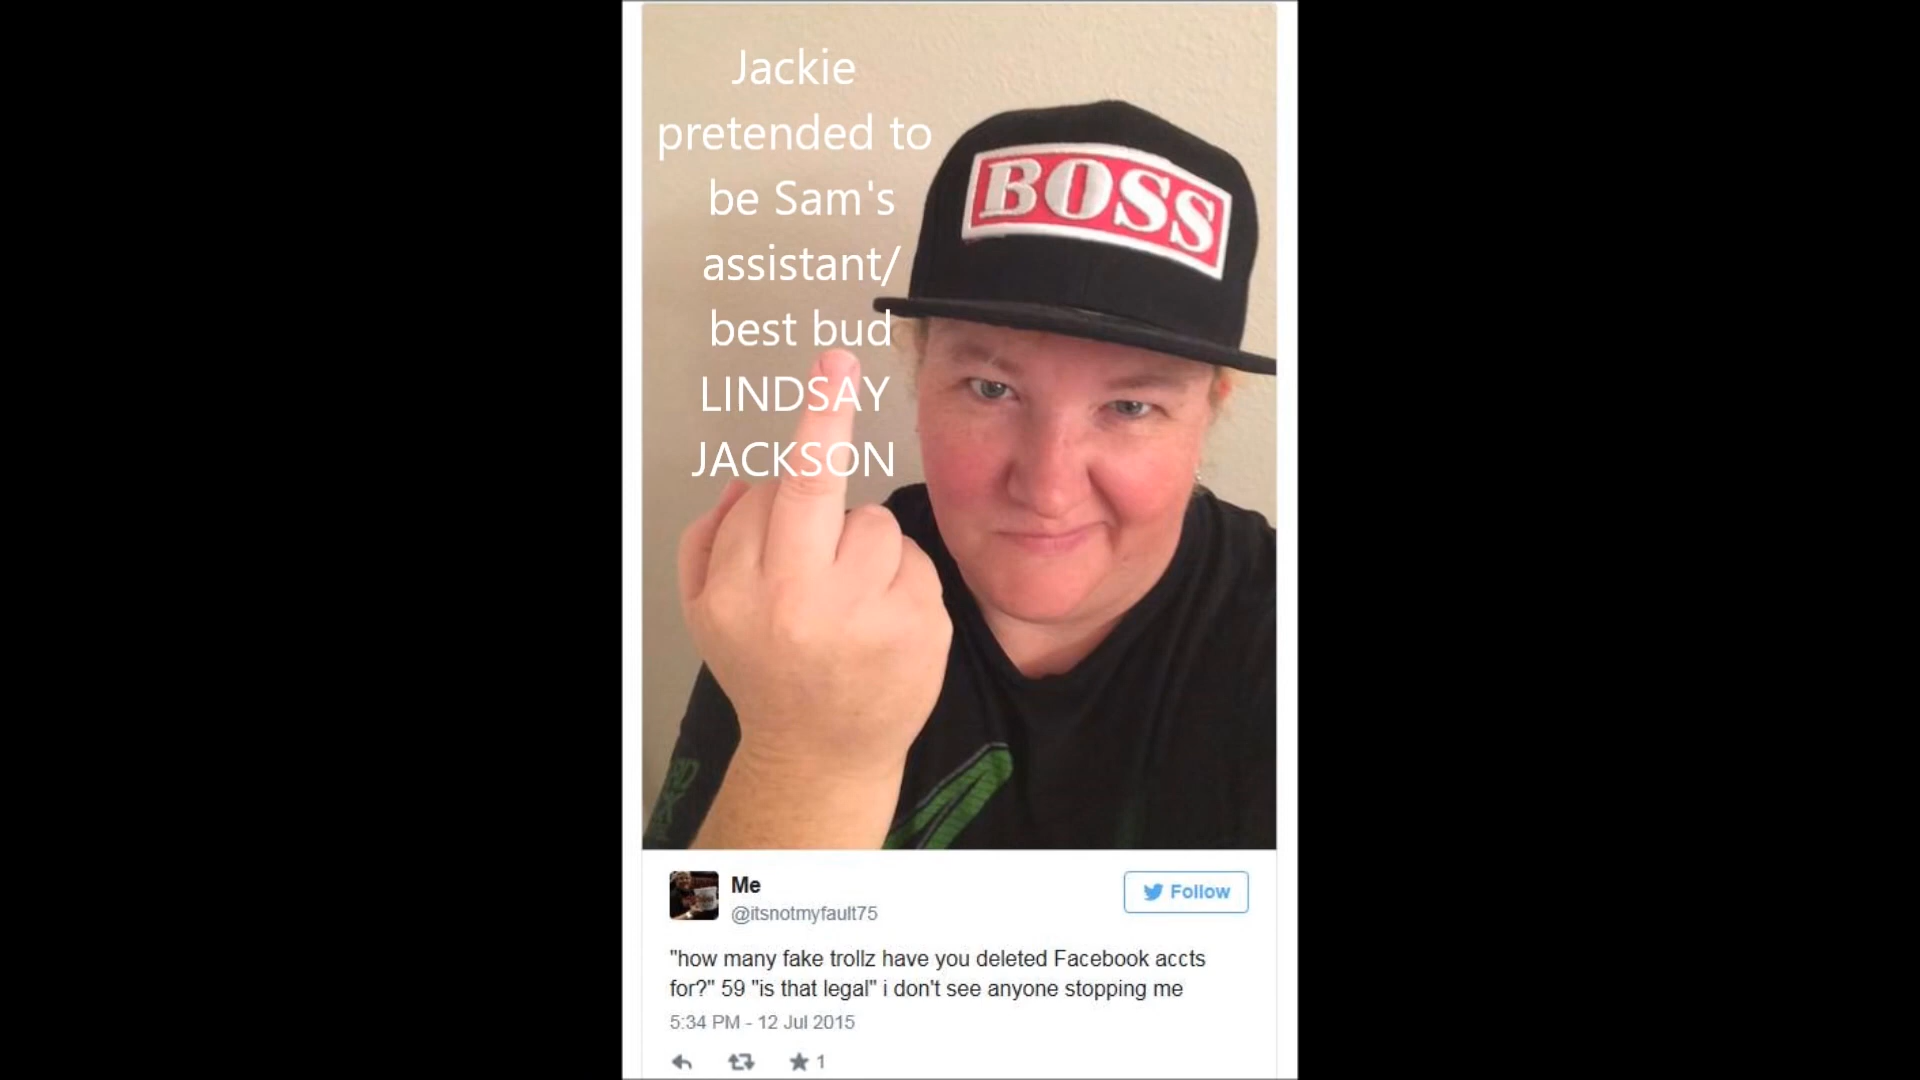 Jackie
pretended to
be Sam's
assistant/
best bud
LINDSAY
JACKSON
BOSS
Me
@itsnotmyfault75
Follow
"how many fake trollz have you deleted Facebook accts
for?" 59 "is that legal" i don't see anyone stopping me
5:34 PM - 12 Jul 2015
1